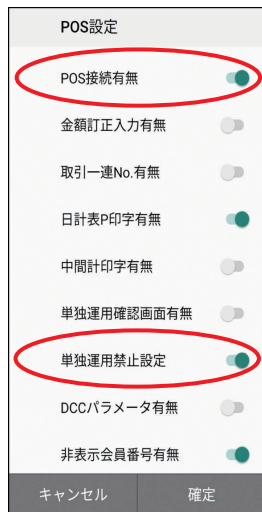 POS設定
POS接続有無
金額訂正入力有無
取引一連No.有無
日計表P印字有無
中間計印字有無
単独運用確認画面有無
単独運用禁止設定
DCCパラメータ有無
非表示会員番号有無
キャンセル 確定